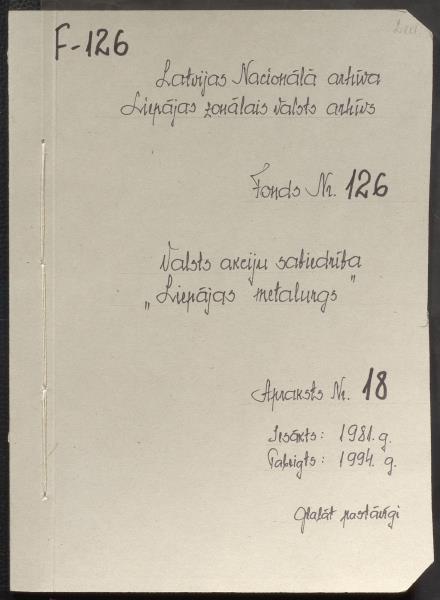 F-126
Latvijas Nacionālā arhīva
Liepājas zonālais valsts arhīvs
Fonds Nr. 126
Valsts akciju sabiedrība
„Liepājas metalurgs"
Apraksts Nr. 18
Iesākts: 1981. g.
Pabeigts: 1994. g.
Glabāt pastāvīgi